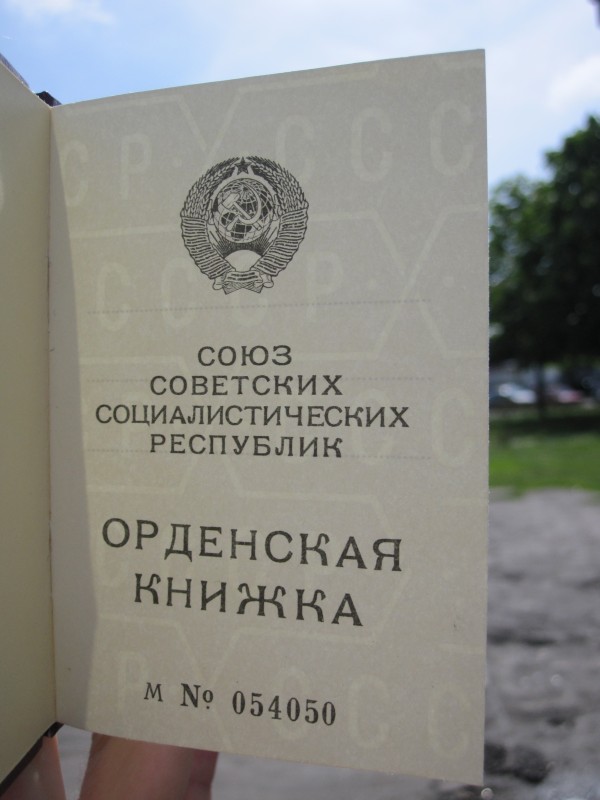 СОЮЗ
СОВЕТСКИХ
СОЦИАЛИСТИЧЕСКИХ
РЕСПУБЛИК
ОРДЕНСКАЯ
КНИЖКА
М № 054050